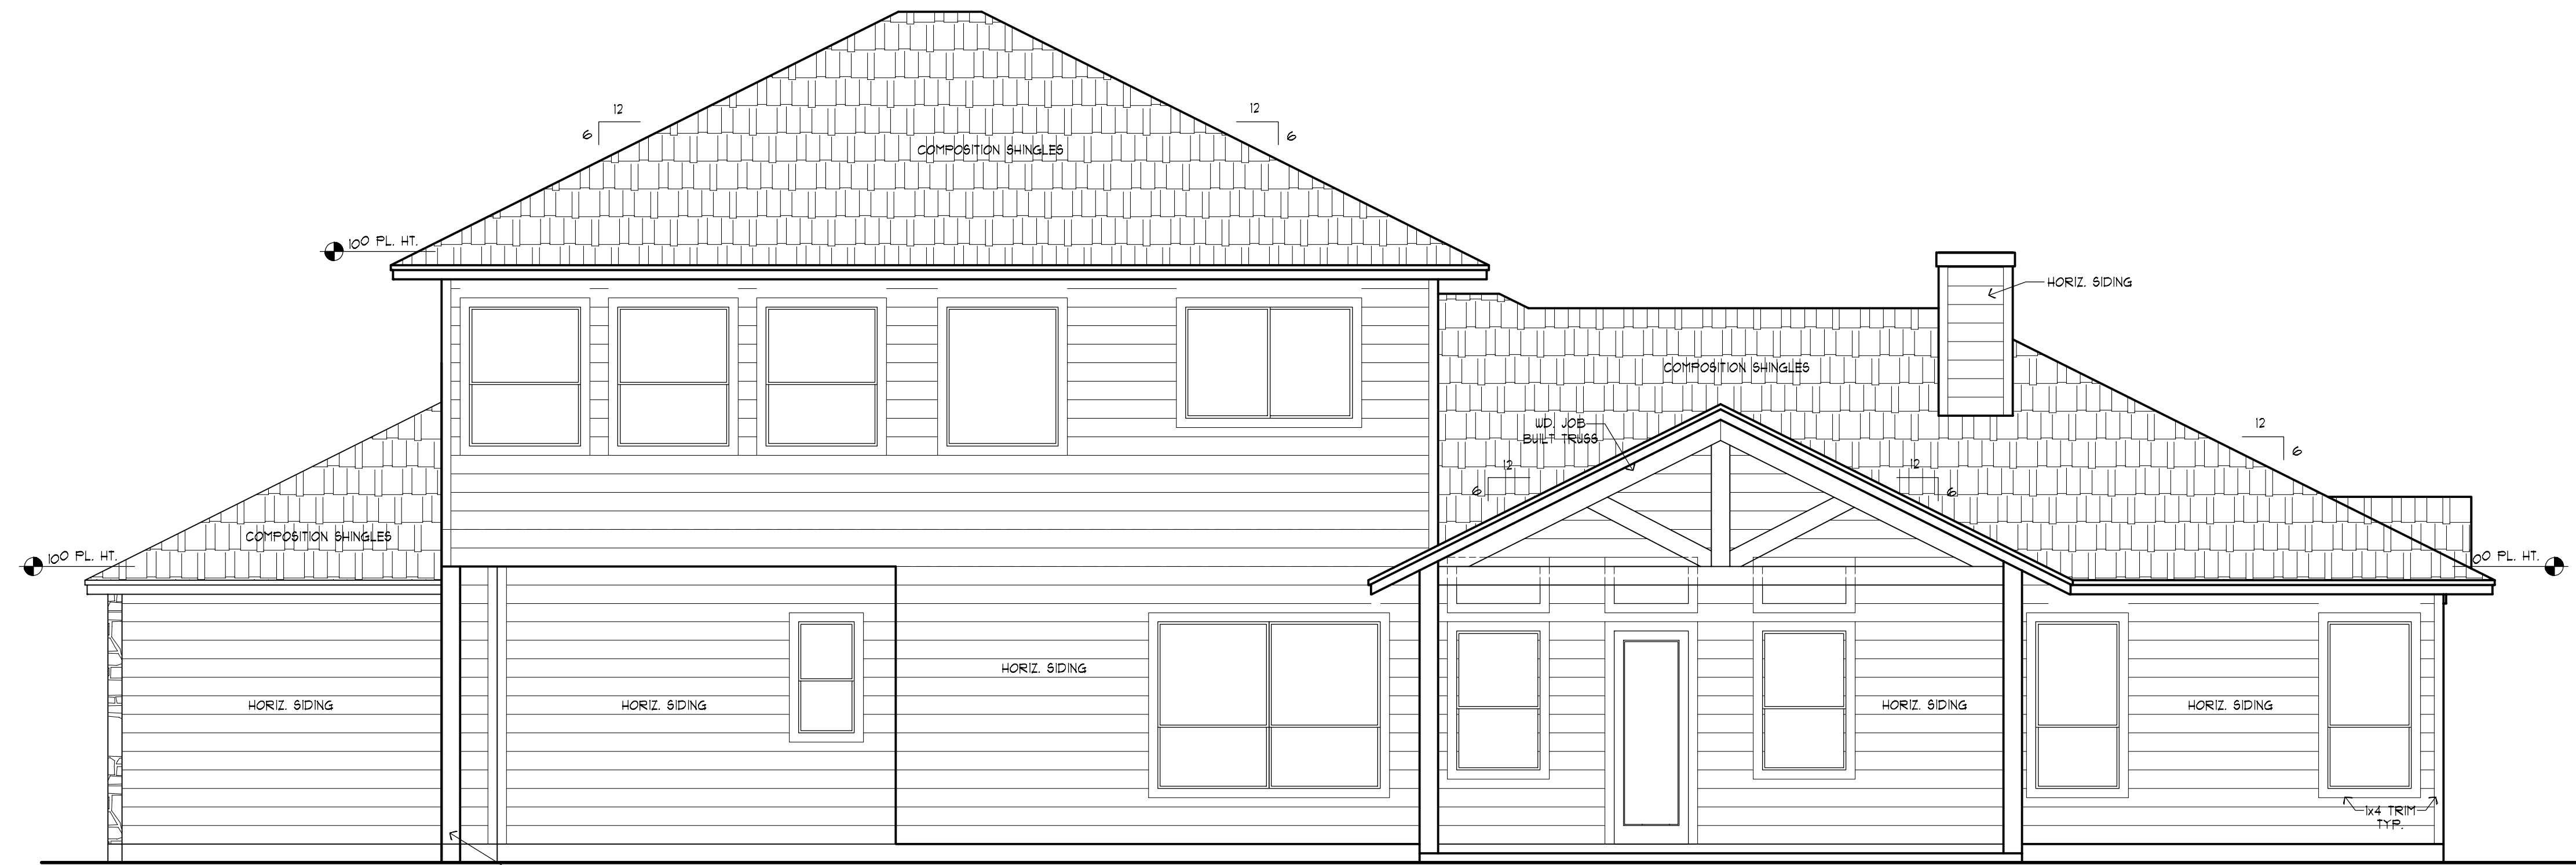 12
12
6
6
COMPOSITION SHINGLES
10⁰ PL. HT.
HORIZ. SIDING
COMPOSITION SHINGLES
WD. JOB
BUILT TRUSS
12
6
12
6
12
6
COMPOSITION SHINGLES
10⁰ PL. HT.
0⁰ PL. HT.
HORIZ. SIDING
HORIZ. SIDING
HORIZ. SIDING
HORIZ. SIDING
HORIZ. SIDING
1x4 TRIM
TYP.